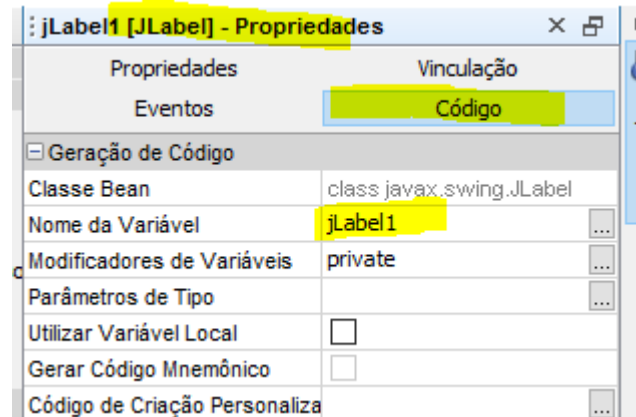 jLabel1 [JLabel] - Propriedades
Propriedades Vinculação
Eventos Código
Geração de Código
Classe Bean class javax.swing.JLabel
Nome da Variável jLabel1 ...
Modificadores de Variáveis private ...
Parâmetros de Tipo ...
Utilizar Variável Local
Gerar Código Mnemônico
Código de Criação Personaliza ...